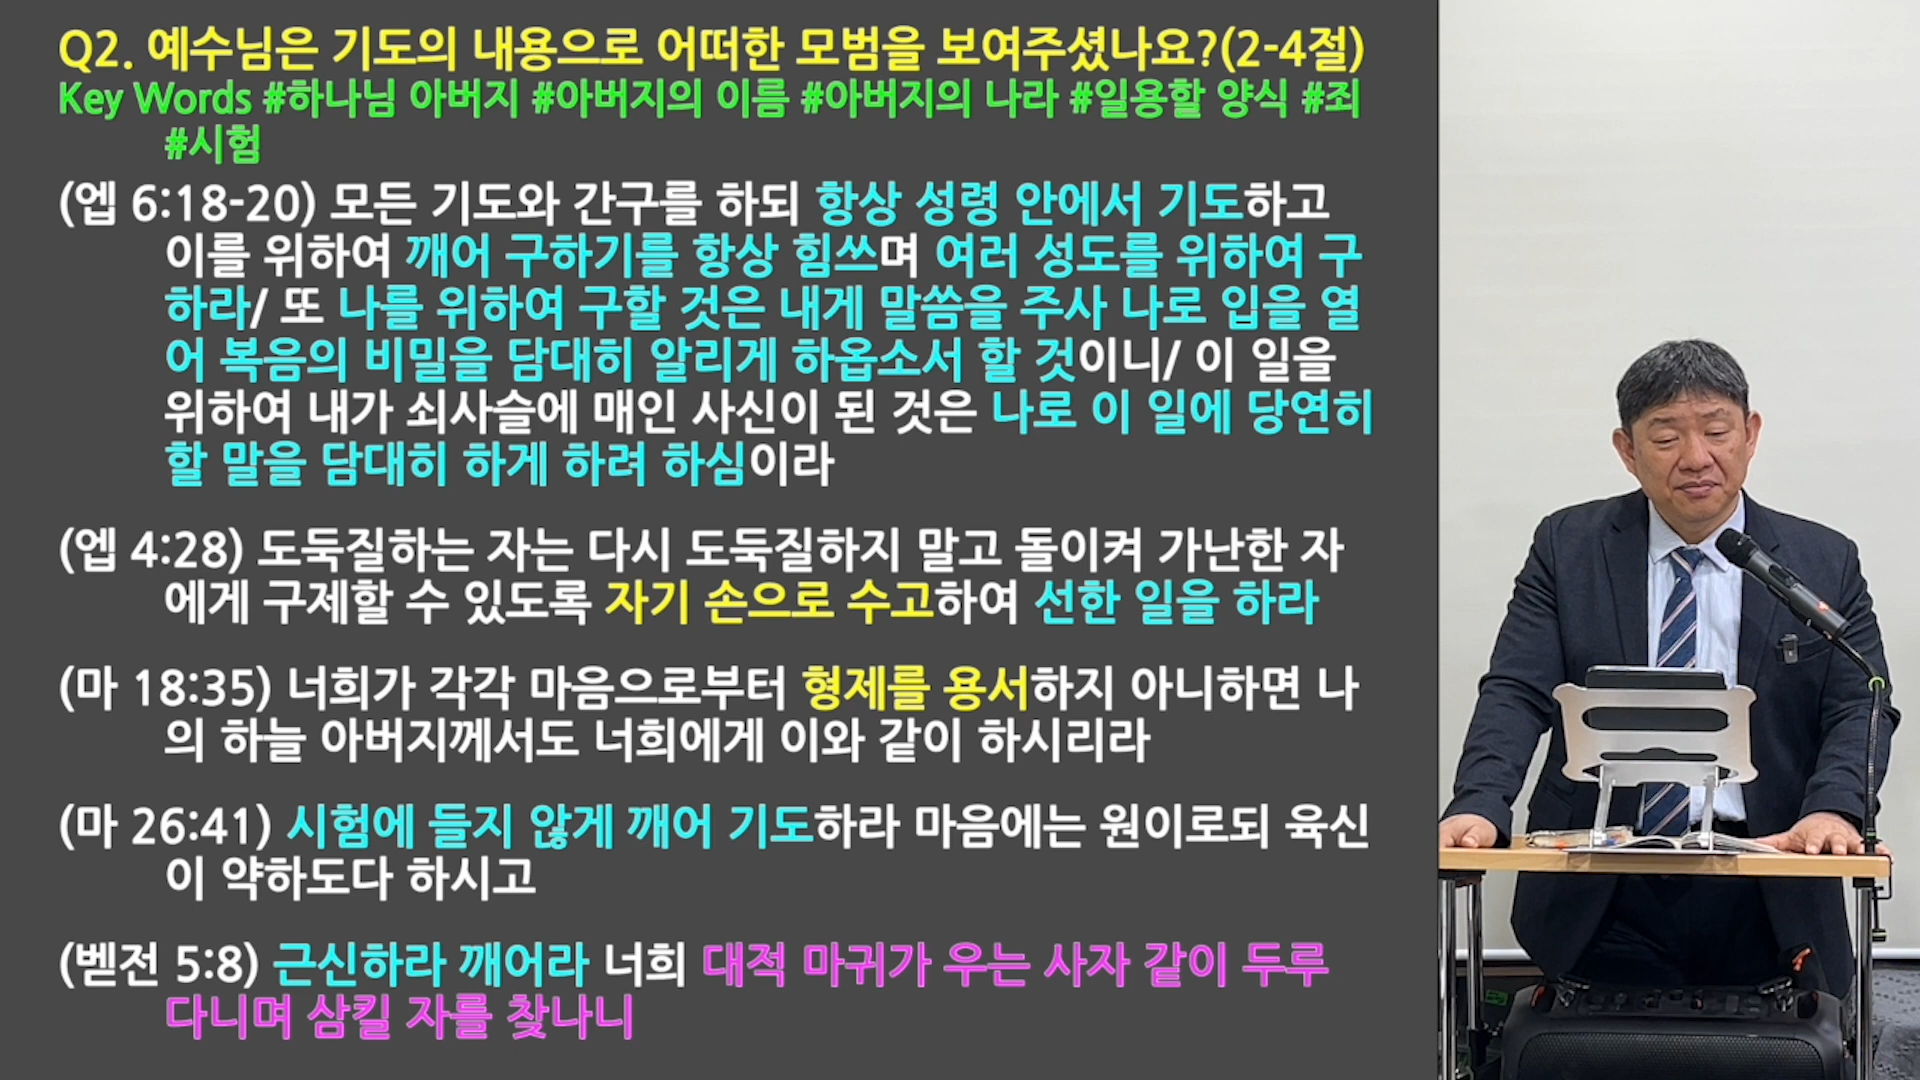 Q2. 예수님은 기도의 내용으로 어떠한 모범을 보여주셨나요?(2-4절)
Key Words #하나님 아버지 #아버지의 이름 #아버지의 나라 #일용할 양식 #죄
#시험
(엡 6:18-20) 모든 기도와 간구를 하되 항상 성령 안에서 기도하고
이를 위하여 깨어 구하기를 항상 힘쓰며 여러 성도를 위하여 구
하라/ 또 나를 위하여 구할 것은 내게 말씀을 주사 나로 입을 열
어 복음의 비밀을 담대히 알리게 하옵소서 할 것이니/ 이 일을
위하여 내가 쇠사슬에 매인 사신이 된 것은 나로 이 일에 당연히
할 말을 담대히 하게 하려 하심이라
(엡 4:28) 도둑질하는 자는 다시 도둑질하지 말고 돌이켜 가난한 자
에게 구제할 수 있도록 자기 손으로 수고하여 선한 일을 하라
(마 18:35) 너희가 각각 마음으로부터 형제를 용서하지 아니하면 나
의 하늘 아버지께서도 너희에게 이와 같이 하시리라
(마 26:41) 시험에 들지 않게 깨어 기도하라 마음에는 원이로되 육신
이 약하도다 하시고
(벧전 5:8) 근신하라 깨어라 너희 대적 마귀가 우는 사자 같이 두루
다니며 삼킬 자를 찾나니